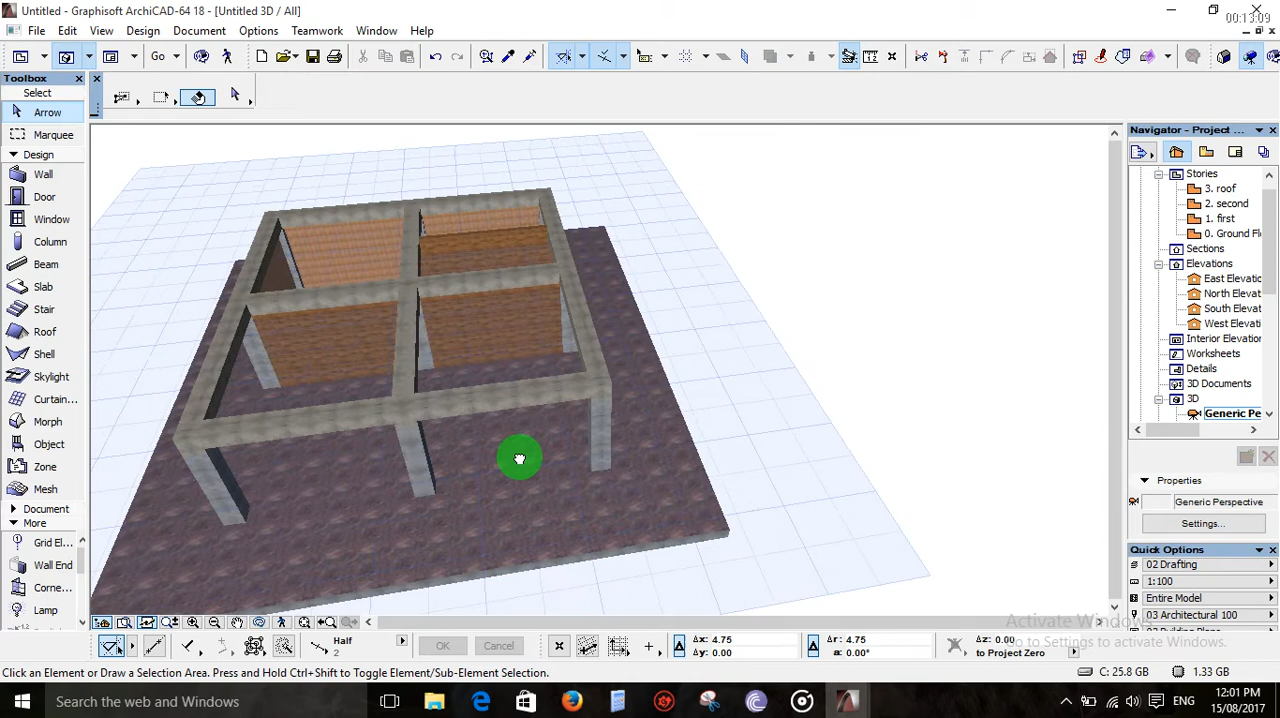 Untitled - Graphisoft ArchiCAD-64 18 - [Untitled 3D / All]
00:13:09
File Edit View Design Document Options Teamwork Window Help
Go
Toolbox
Select
Arrow
Marquee
Design
Wall
Door
Window
Column
Beam
Slab
Stair
Roof
Shell
Skylight
Curtain...
Morph
Object
Zone
Mesh
Document
More
Grid El...
Wall End
Corne...
Lamp
Navigator - Project ...
Stories
3. roof
2. second
1. first
0. Ground Fl
Sections
Elevations
East Elevatio
North Elevat
South Elevat
West Elevati
Interior Elevation
Worksheets
Details
3D Documents
3D
Generic Pe
Properties
Generic Perspective
Settings...
Quick Options
02 Drafting
1:100
Entire Model
03 Architectural 100
Activate Windows
Go to Settings to activate Windows.
Half
2
OK Cancel
Δx: 4.75
Δy: 0.00
Δr: 4.75
a: 0.00°
Δz: 0.00
to Project Zero
Click an Element or Draw a Selection Area. Press and Hold Ctrl+Shift to Toggle Element/Sub-Element Selection.
C: 25.8 GB 1.33 GB
Search the web and Windows
ENG
12:01 PM
15/08/2017